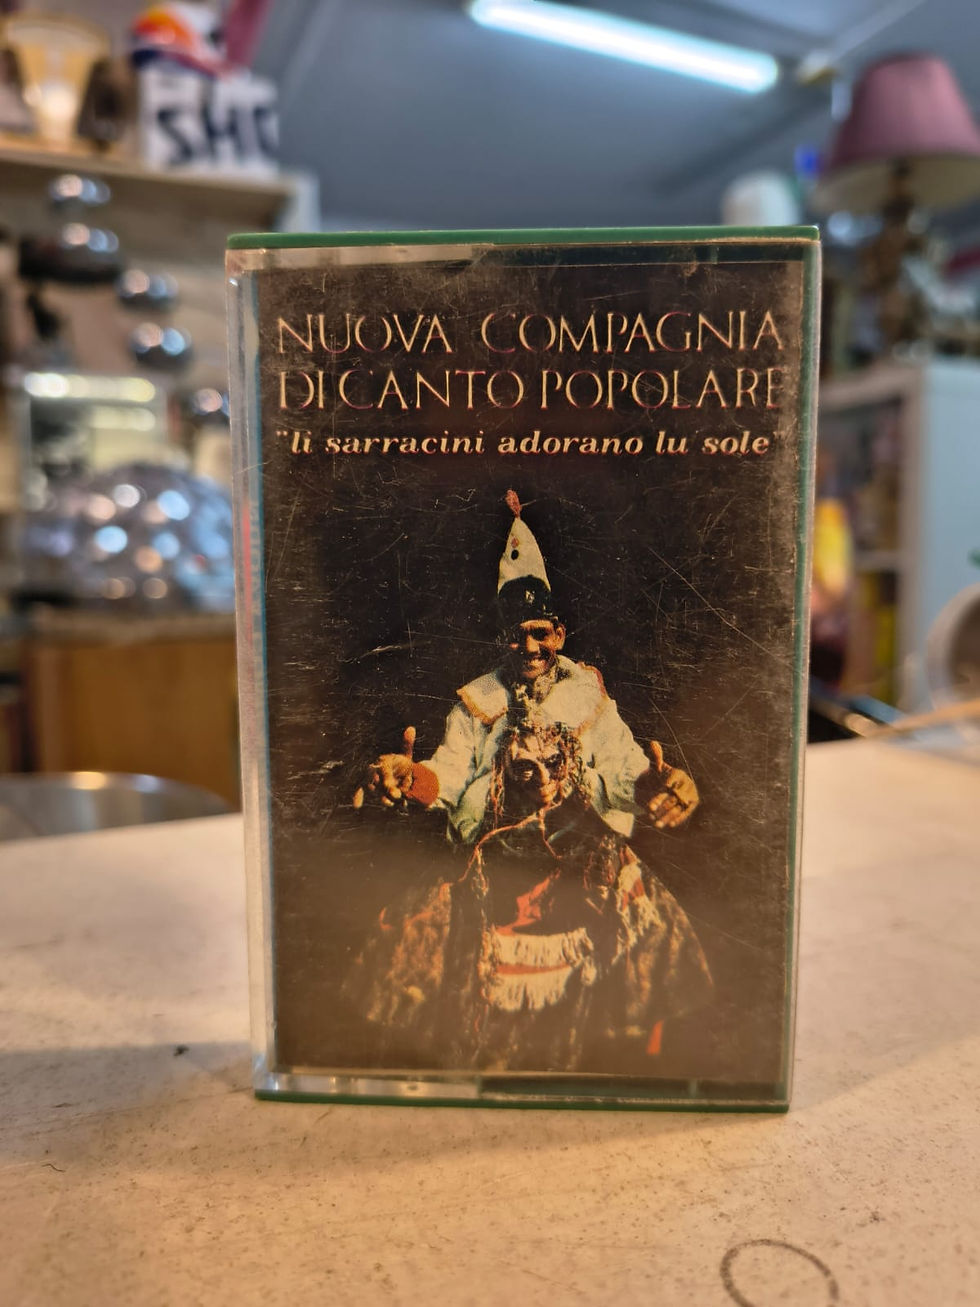 NUOVA COMPAGNIA
DI CANTO POPOLARE
"li sarracini adorano lu sole"